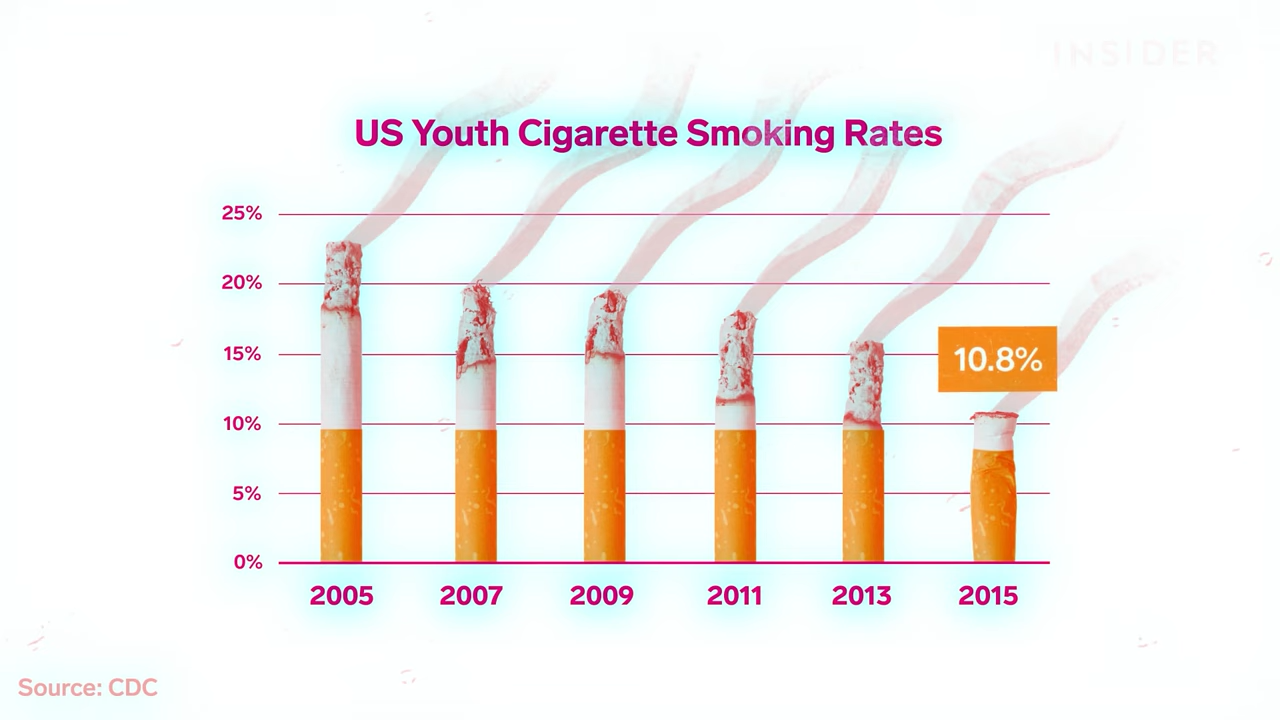 INSIDER
US Youth Cigarette Smoking Rates
25%
20%
15%
10%
5%
0%
10.8%
2005 2007 2009 2011 2013 2015
Source: CDC